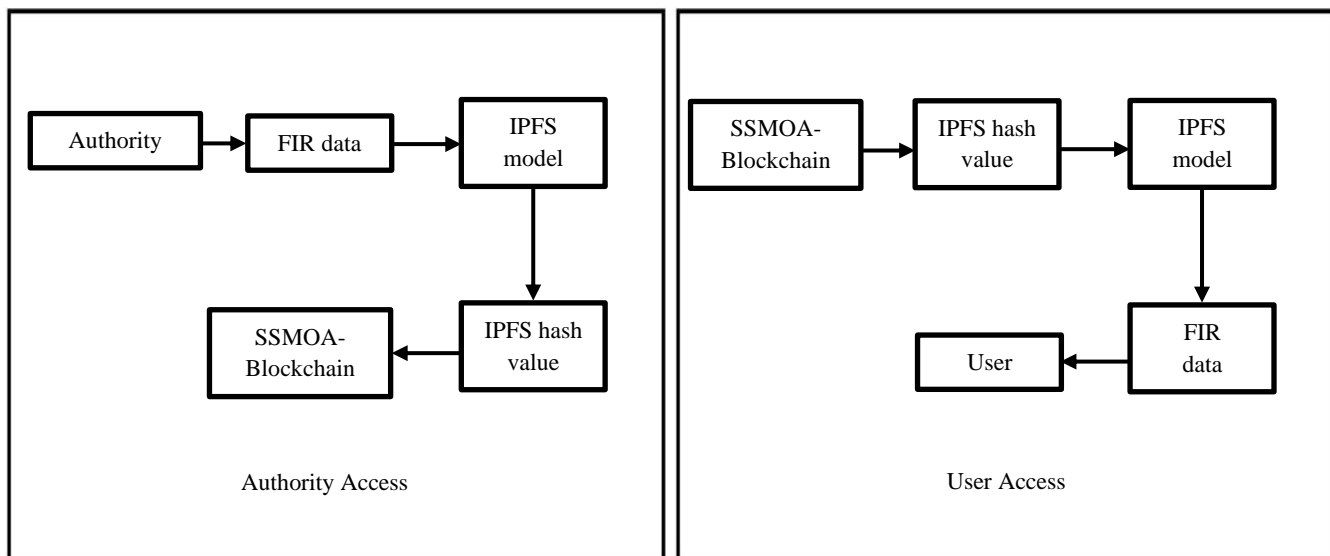 Authority
FIR data
IPFS
model
IPFS hash
value
SSMOA-
Blockchain
Authority Access
SSMOA-
Blockchain
IPFS hash
value
IPFS
model
FIR
data
User
User Access